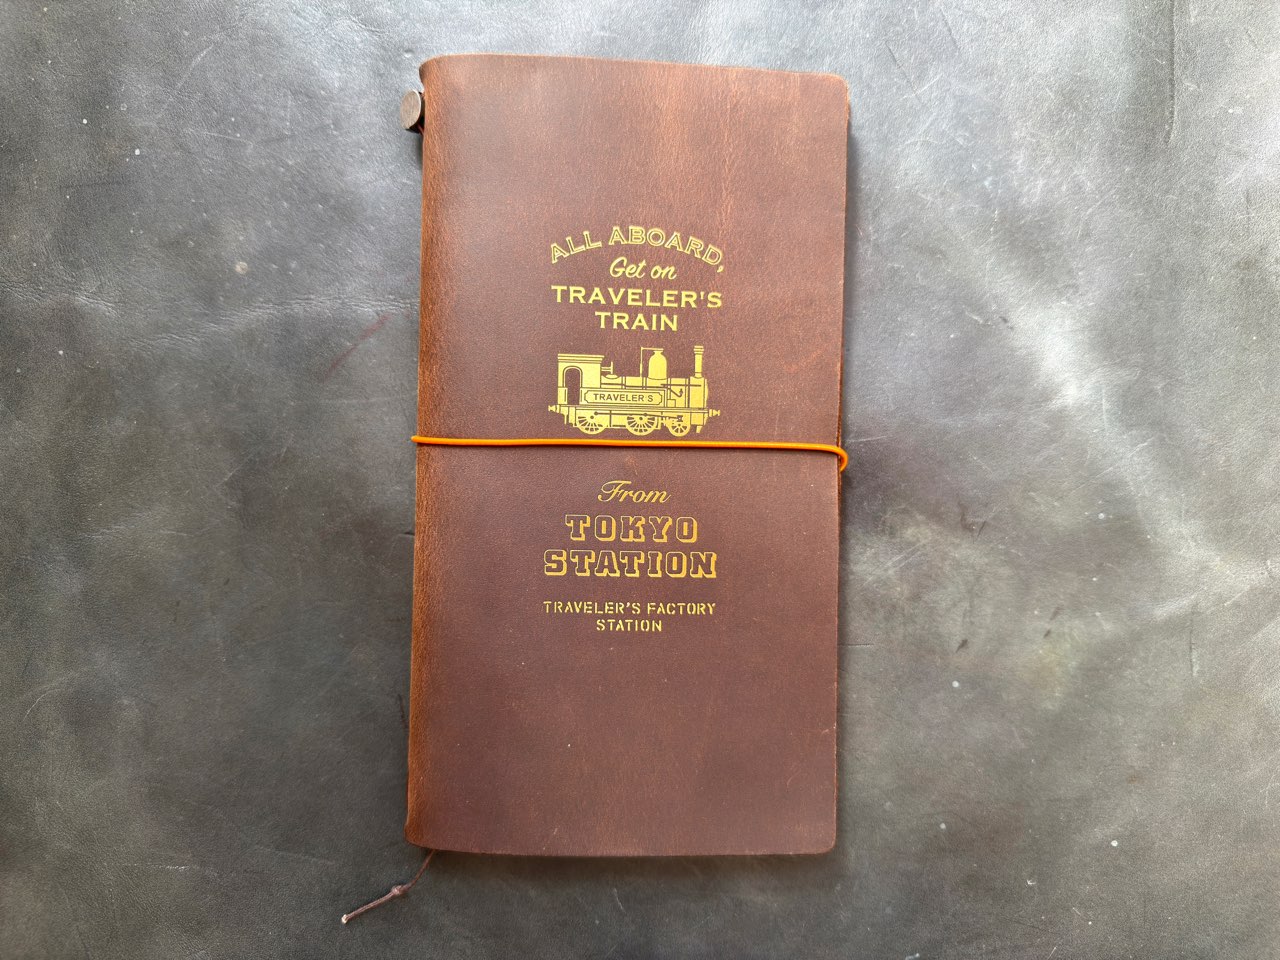 ALL ABOARD,
Get on
TRAVELER'S
TRAIN
TRAVELER'S
From
TOKYO
STATION
TRAVELER'S FACTORY
STATION